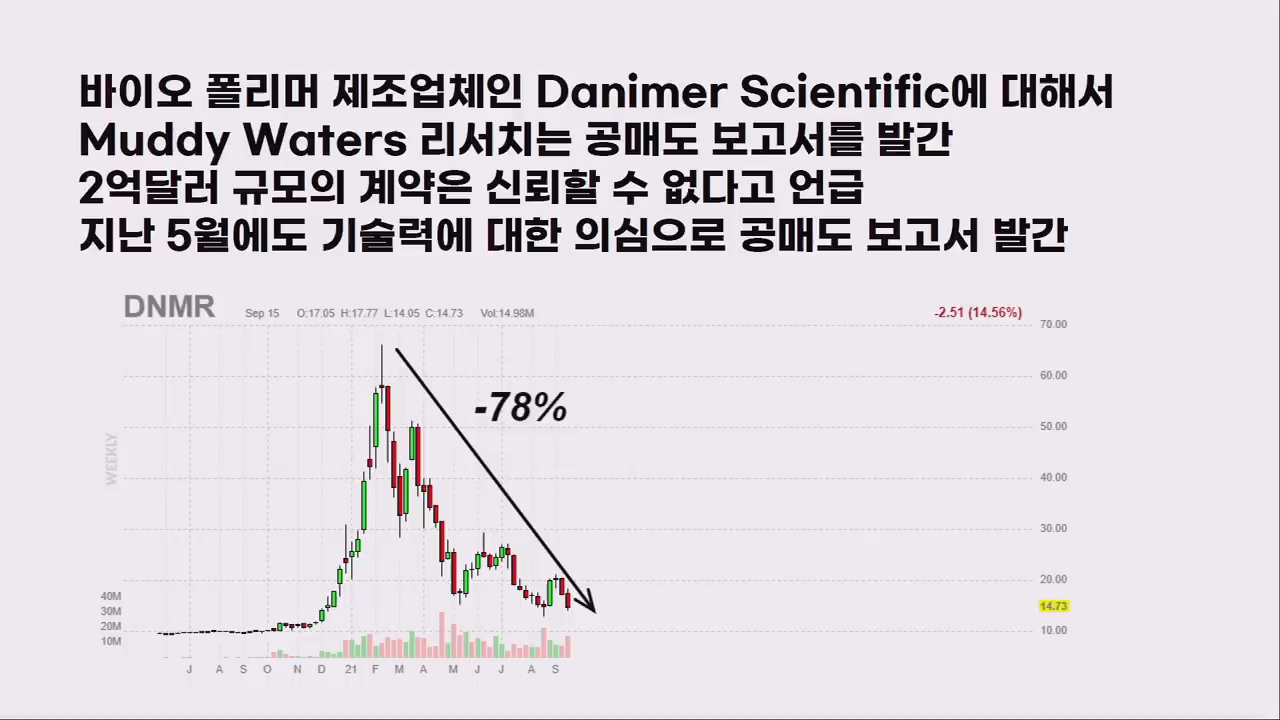 바이오 폴리머 제조업체인 Danimer Scientific에 대해서
Muddy Waters 리서치는 공매도 보고서를 발간
2억달러 규모의 계약은 신뢰할 수 없다고 언급
지난 5월에도 기술력에 대한 의심으로 공매도 보고서 발간
DNMR Sep 15 O:17.05 H:17.77 L:14.05 C:14.73 Vol:14.98M -2.51 (14.56%)
70.00
60.00
-78%
50.00
WEEKLY
40.00
30.00
20.00
40M
14.73
30M
20M
10.00
10M
J A S O N D 21 F M A M J J A S